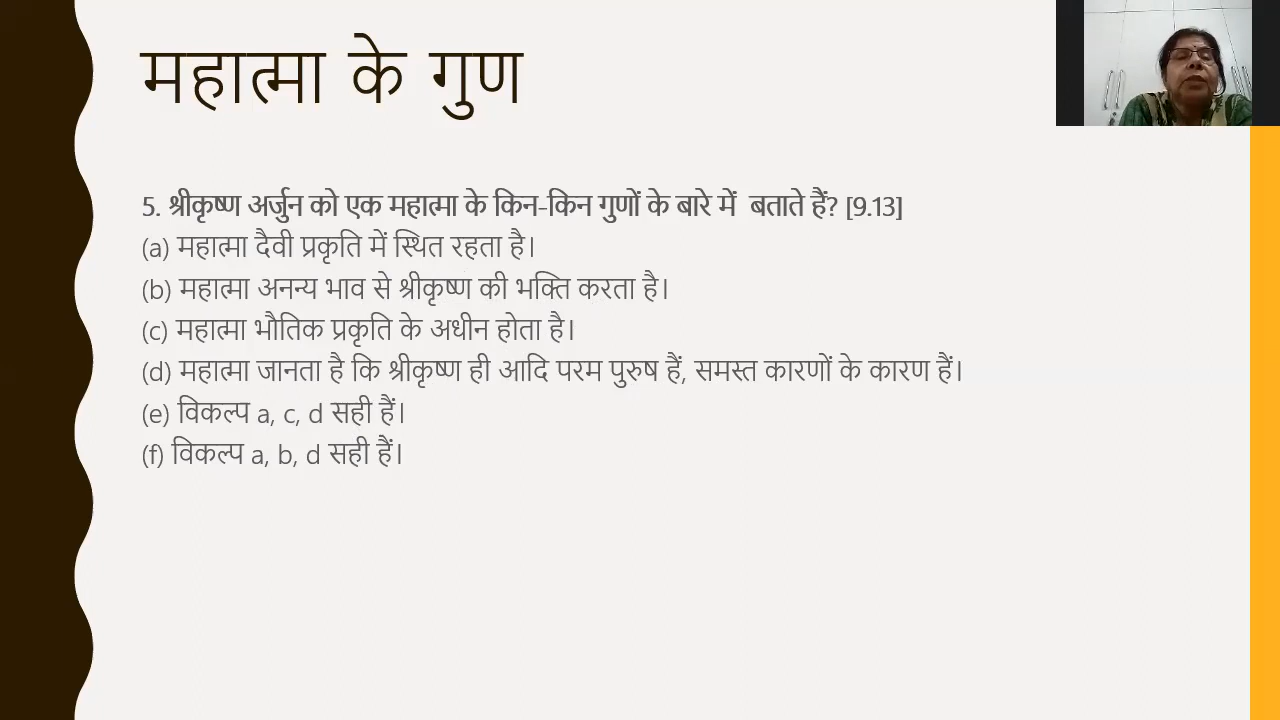 महात्मा के गुण
5. श्रीकृष्ण अर्जुन को एक महात्मा के किन-किन गुणों के बारे में बताते हैं? [9.13]
(a) महात्मा दैवी प्रकृति में स्थित रहता है।
(b) महात्मा अनन्य भाव से श्रीकृष्ण की भक्ति करता है।
(c) महात्मा भौतिक प्रकृति के अधीन होता है।
(d) महात्मा जानता है कि श्रीकृष्ण ही आदि परम पुरुष हैं, समस्त कारणों के कारण हैं।
(e) विकल्प a, c, d सही हैं।
(f) विकल्प a, b, d सही हैं।